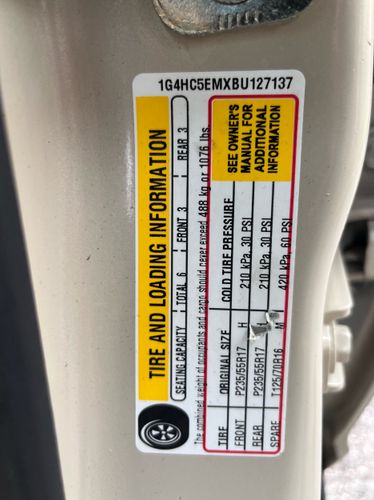 1G4HC5EMXBU127137
TIRE AND LOADING INFORMATION
SEATING CAPACITY TOTAL 6 FRONT 3 REAR 3
The combined weight of occupants and cargo should never exceed 488 kg or 1076 lbs.
TIRE ORIGINAL SIZE COLD TIRE PRESSURE
FRONT P235/55R17 H 210 kPa, 30 PSI
REAR P235/55R17 210 kPa, 30 PSI
SPARE T125/70R16 M 420 kPa, 60 PSI
SEE OWNER'S
MANUAL FOR
ADDITIONAL
INFORMATION